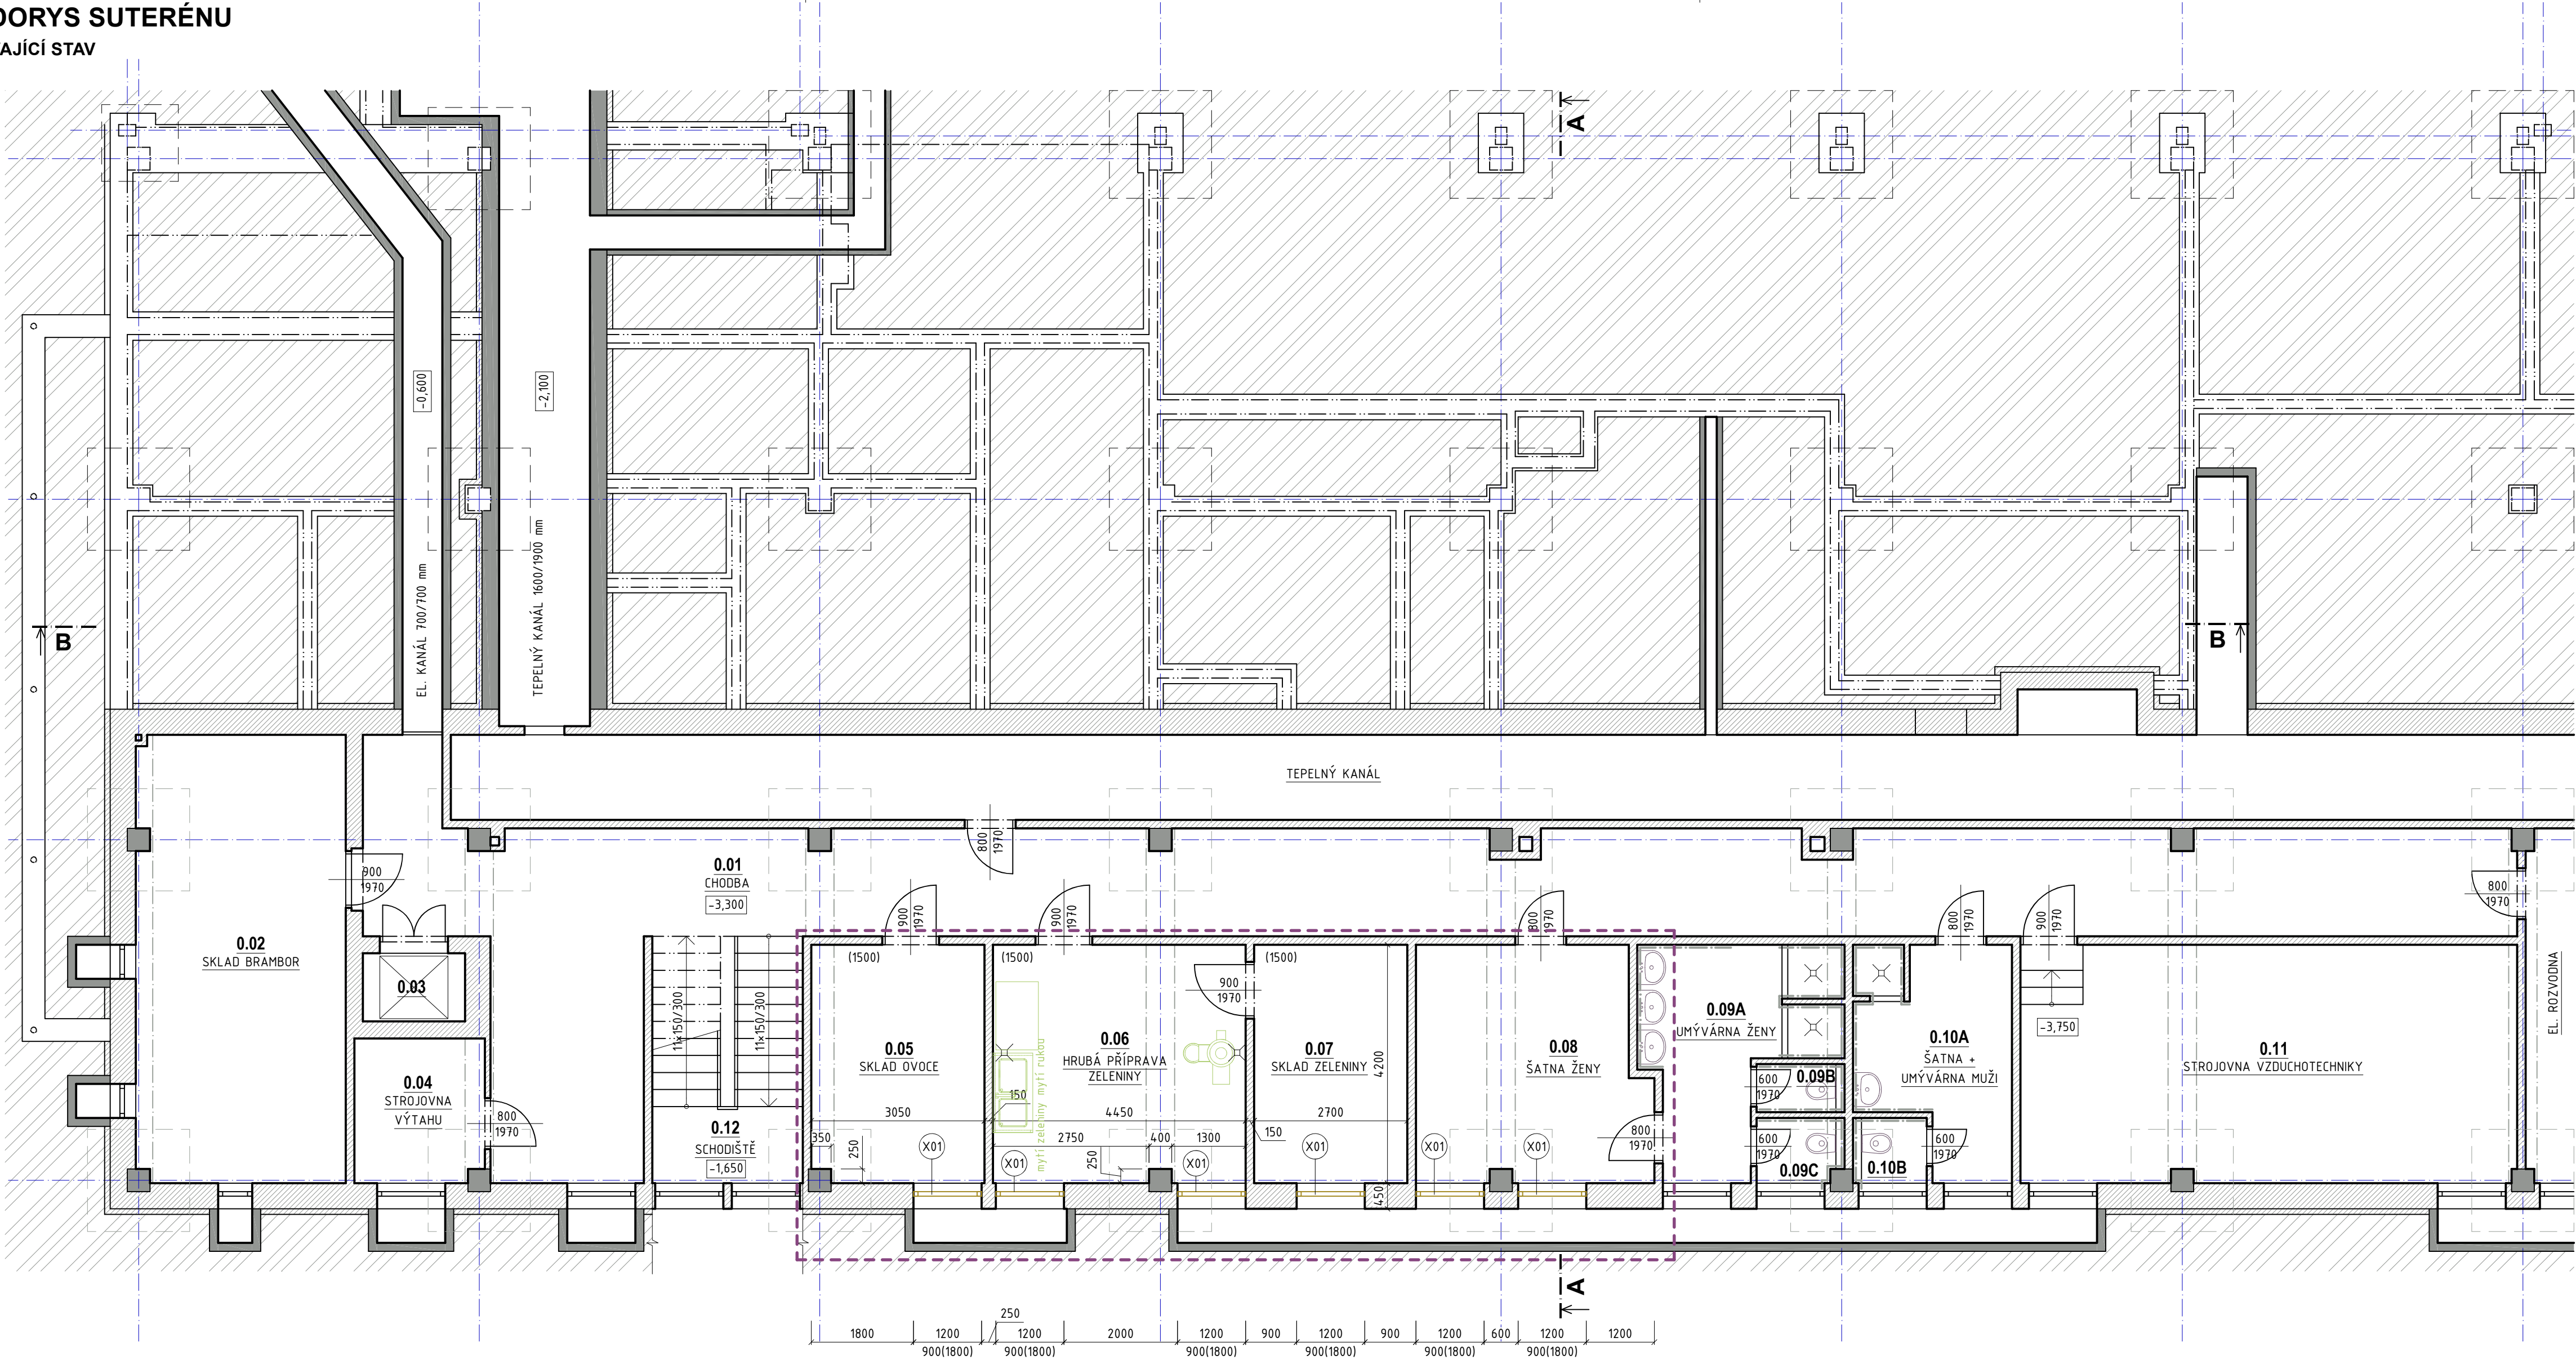 DORYS SUTERÉNU
AJÍCÍ STAV
A
-0,600
-2,100
EL. KANÁL 700/700 mm
TEPELNÝ KANÁL 1600/1900 mm
B
B
TEPELNÝ KANÁL
800
1970
900
1970
0.01
CHODBA
-3,300
0.02
SKLAD BRAMBOR
0.03
0.04
STROJOVNA
VÝTAHU
800
1970
11×150/300
11×150/300
0.12
SCHODIŠTĚ
-1,650
900
1970
(1500)
0.05
SKLAD OVOCE
3050
350
250
X01
900
1970
(1500)
0.06
HRUBÁ PŘÍPRAVA
ZELENINY
mytí zeleniny
mytí rukou
150
4450
2750
400
1300
250
X01
X01
900
1970
(1500)
0.07
SKLAD ZELENINY
4200
2700
150
450
X01
800
1970
0.08
ŠATNA ŽENY
X01
X01
800
1970
0.09A
UMÝVÁRNA ŽENY
600
1970
0.09B
600
1970
0.09C
800
1970
0.10A
ŠATNA +
UMÝVÁRNA MUŽI
600
1970
0.10B
900
1970
-3,750
0.11
STROJOVNA VZDUCHOTECHNIKY
800
1970
EL. ROZVODNA
A
250
1800
1200
1200
2000
1200
900
1200
900
1200
600
1200
1200
900(1800)
900(1800)
900(1800)
900(1800)
900(1800)
900(1800)